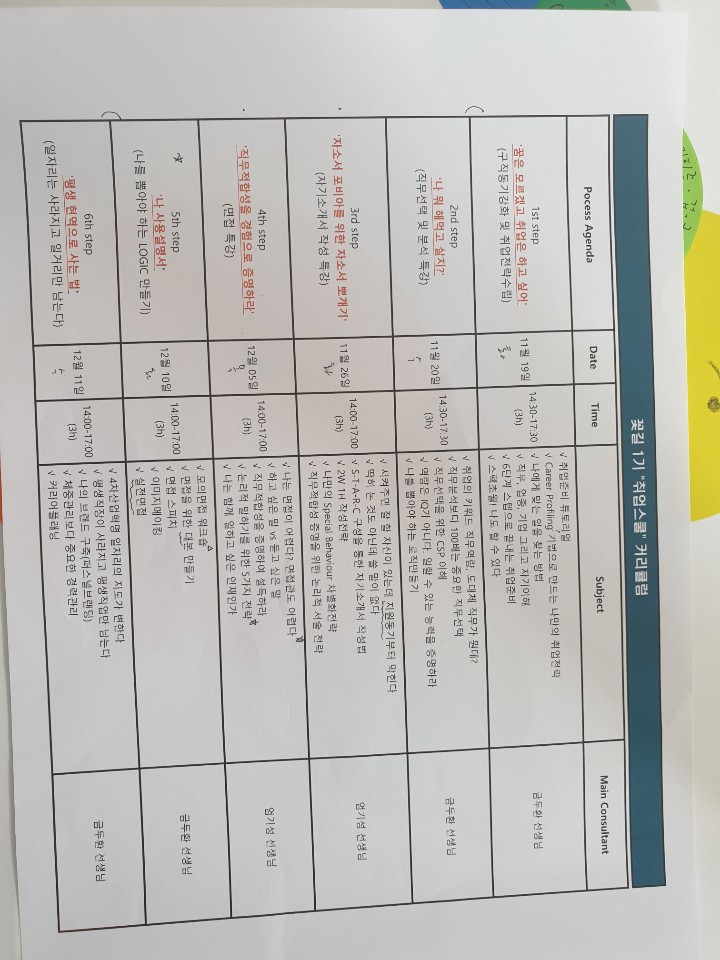 꽃길 1기 "취업스쿨" 커리큘럼
Pocess Agenda
Date
Time
Subject
Main Consultant
1st step
'꿈은 모르겠고 취업은 하고 싶어'
(구직동기강화 및 취업전략수립)
11월 19일
화
14:30-17:30
(3h)
√ 취업준비 튜토리얼
√ Career Profiling 기법으로 만드는 나만의 취업전략
√ 나에게 맞는 일을 찾는 방법
√ 직무, 업종, 기업 그리고 자기이해
√ 6단계 스텝으로 끝내는 취업준비
√ 스펙초월! 나도 할 수 있다
금두환 선생님
2nd step
'나 뭐 해먹고 살지?'
(직무선택 및 분석 특강)
11월 20일
수
14:30-17:30
(3h)
√ 취업의 키워드 직무역량, 도대체 직무가 뭔데?
√ 직무분석보다 100배는 중요한 직무선택
√ 직무선택을 위한 CSP 이해
√ 역량은 IQ가 아니다. 일할 수 있는 능력을 증명하라
√ 나를 뽑아야 하는 로직만들기
금두환 선생님
3rd step
'자소서 포비아를 위한 자소서 뽀개기'
(자기소개서 작성 특강)
11월 26일
화
14:00-17:00
(3h)
√ 시켜주면 잘 할 자신이 있는데 지원동기부터 막힌다
√ 딱히 논 것도 아닌데 쓸 말이 없다
√ S-T-A-R-C 구성을 통한 자기소개서 작성법
√ 2W 1H 작성전략
√ 나만의 Special Behaviour 차별화전략
√ 직무적합성 증명을 위한 논리적 서술 전략
엄기성 선생님
4th step
'직무적합성을 경험으로 증명하라'
(면접 특강)
12월 05일
목
14:00-17:00
(3h)
√ 나는 면접이 어렵다? 면접관도 어렵다
√ 하고 싶은 말 vs 듣고 싶은 말
√ 직무적합성을 증명하여 설득하라
√ 논리적 말하기를 위한 5가지 전략
√ 나는 함께 일하고 싶은 인재인가
엄기성 선생님
5th step
'나 사용설명서'
(나를 뽑아야 하는 LOGIC 만들기)
12월 10일
화
14:00-17:00
(3h)
√ 모의면접 워크숍
√ 면접을 위한 대본 만들기
√ 면접 스피치
√ 이미지메이킹
√ 실전면접
금두환 선생님
6th step
'평생 현역으로 사는 법'
(일자리는 사라지고 일거리만 남는다)
12월 11일
수
14:00-17:00
(3h)
√ 4차산업혁명 일자리의 지도가 변한다
√ 평생직장이 사라지고 평생직업만 남는다
√ 나의 브랜드 구축(퍼스널브랜딩)
√ 체중관리보다 중요한 경력관리
√ 커리어플래닝
금두환 선생님